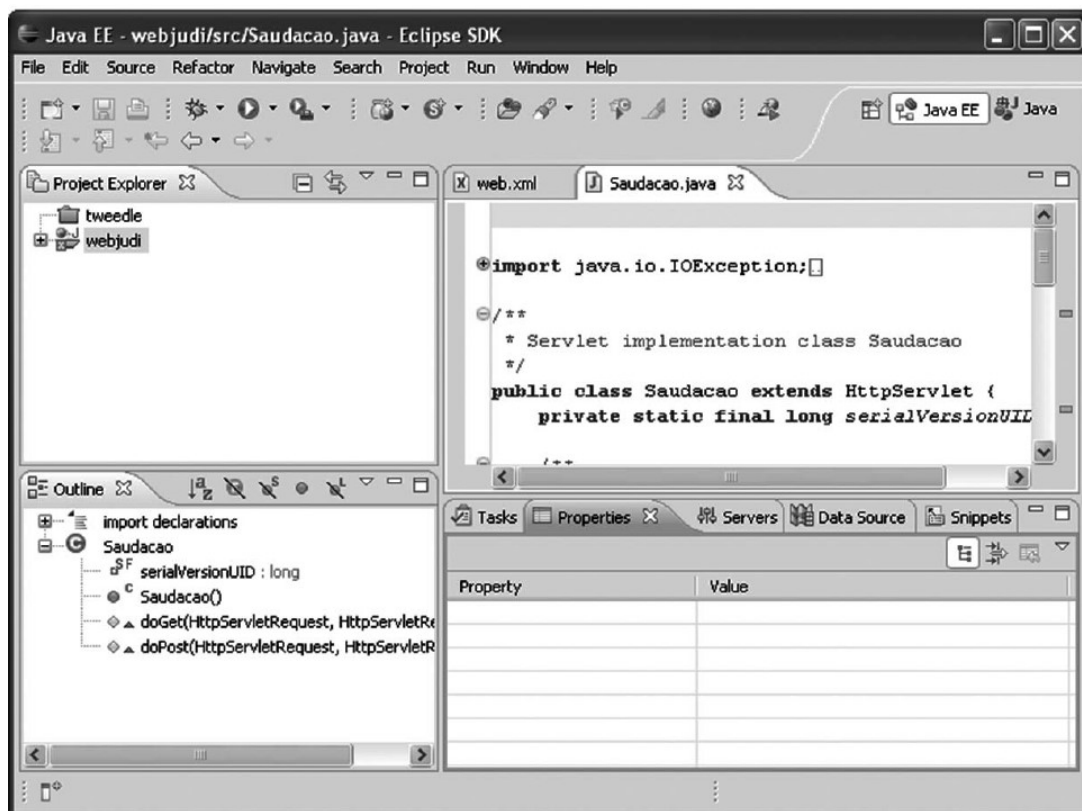 Java EE - webjudi/src/Saudacao.java - Eclipse SDK
File Edit Source Refactor Navigate Search Project Run Window Help
Java EE Java
Project Explorer
tweedle
webjudi
web.xml Saudacao.java
import java.io.IOException;
/**
* Servlet implementation class Saudacao
*/
public class Saudacao extends HttpServlet {
private static final long serialVersionUID
/**
Outline
import declarations
Saudacao
serialVersionUID : long
Saudacao()
doGet(HttpServletRequest, HttpServletRe
doPost(HttpServletRequest, HttpServletR
Tasks Properties Servers Data Source Snippets
Property Value